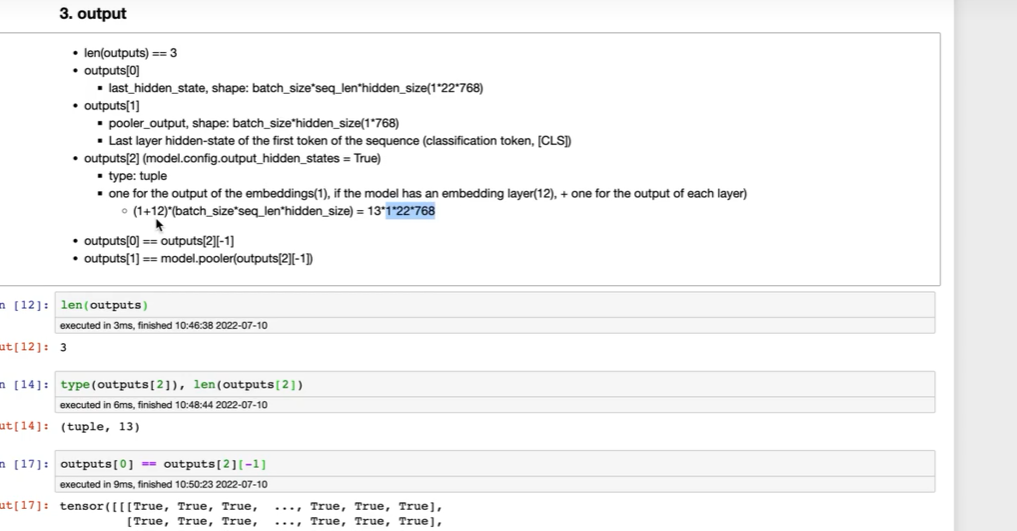 3. output
• len(outputs) == 3
• outputs[0]
▪ last_hidden_state, shape: batch_size*seq_len*hidden_size(1*22*768)
• outputs[1]
▪ pooler_output, shape: batch_size*hidden_size(1*768)
▪ Last layer hidden-state of the first token of the sequence (classification token, [CLS])
• outputs[2] (model.config.output_hidden_states = True)
▪ type: tuple
▪ one for the output of the embeddings(1), if the model has an embedding layer(12), + one for the output of each layer)
○ (1+12)*(batch_size*seq_len*hidden_size) = 13*1*22*768
• outputs[0] == outputs[2][-1]
• outputs[1] == model.pooler(outputs[2][-1])
n [12]: len(outputs)
executed in 3ms, finished 10:46:38 2022-07-10
ut[12]: 3
n [14]: type(outputs[2]), len(outputs[2])
executed in 6ms, finished 10:48:44 2022-07-10
ut[14]: (tuple, 13)
n [17]: outputs[0] == outputs[2][-1]
executed in 9ms, finished 10:50:23 2022-07-10
ut[17]: tensor([[[True, True, True, ..., True, True, True],
[True, True, True, ..., True, True, True],